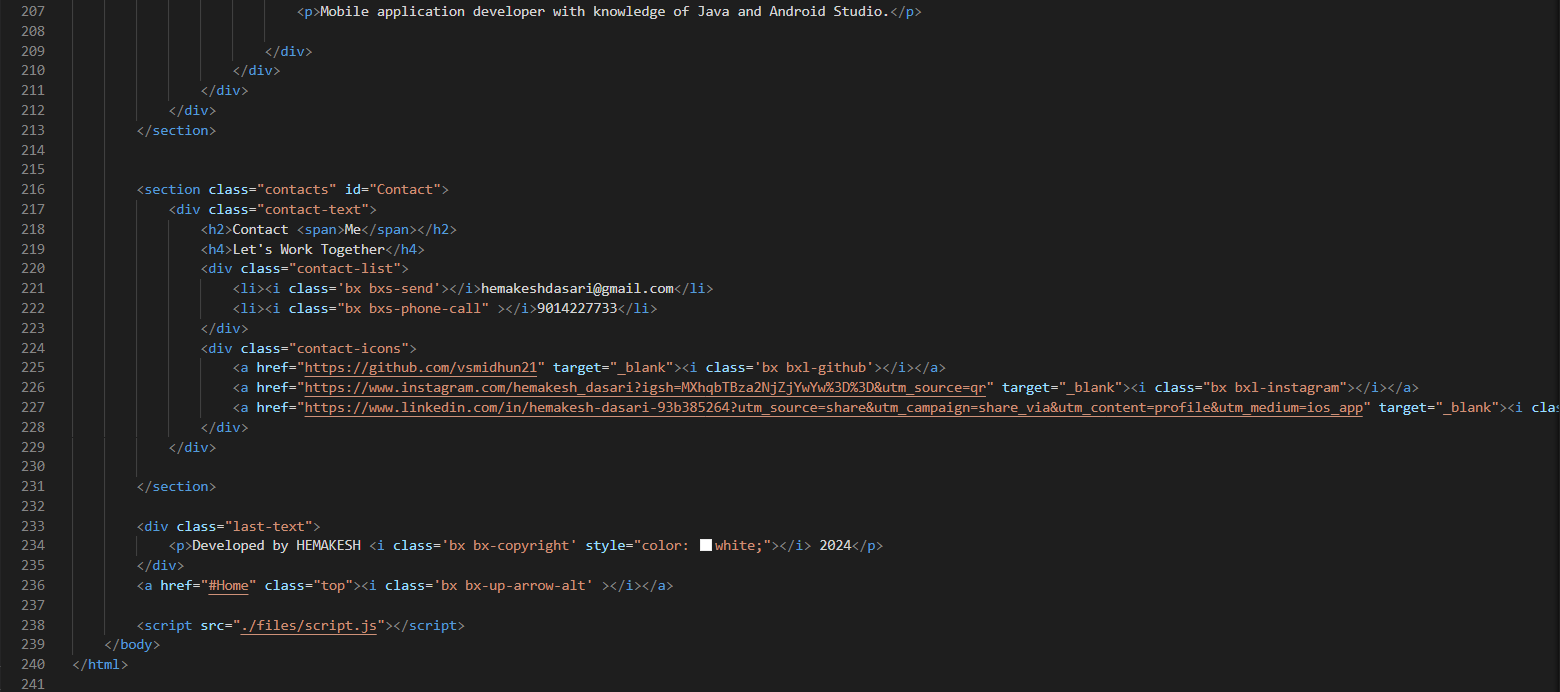 207 <p>Mobile application developer with knowledge of Java and Android Studio.</p>
208
209 </div>
210 </div>
211 </div>
212 </div>
213 </section>
214
215
216 <section class="contacts" id="Contact">
217 <div class="contact-text">
218 <h2>Contact <span>Me</span></h2>
219 <h4>Let's Work Together</h4>
220 <div class="contact-list">
221 <li><i class='bx bxs-send'></i>hemakeshdasari@gmail.com</li>
222 <li><i class="bx bxs-phone-call" ></i>9014227733</li>
223 </div>
224 <div class="contact-icons">
225 <a href="https://github.com/vsmidhun21" target="_blank"><i class='bx bxl-github'></i></a>
226 <a href="https://www.instagram.com/hemakesh_dasari?igsh=MXhqbTBza2NjZjYwYw%3D%3D&utm_source=qr" target="_blank"><i class="bx bxl-instagram"></i></a>
227 <a href="https://www.linkedin.com/in/hemakesh-dasari-93b385264?utm_source=share&utm_campaign=share_via&utm_content=profile&utm_medium=ios_app" target="_blank"><i clas
228 </div>
229 </div>
230
231 </section>
232
233 <div class="last-text">
234 <p>Developed by HEMAKESH <i class='bx bx-copyright' style="color: white;"></i> 2024</p>
235 </div>
236 <a href="#Home" class="top"><i class='bx bx-up-arrow-alt' ></i></a>
237
238 <script src="./files/script.js"></script>
239 </body>
240 </html>
241